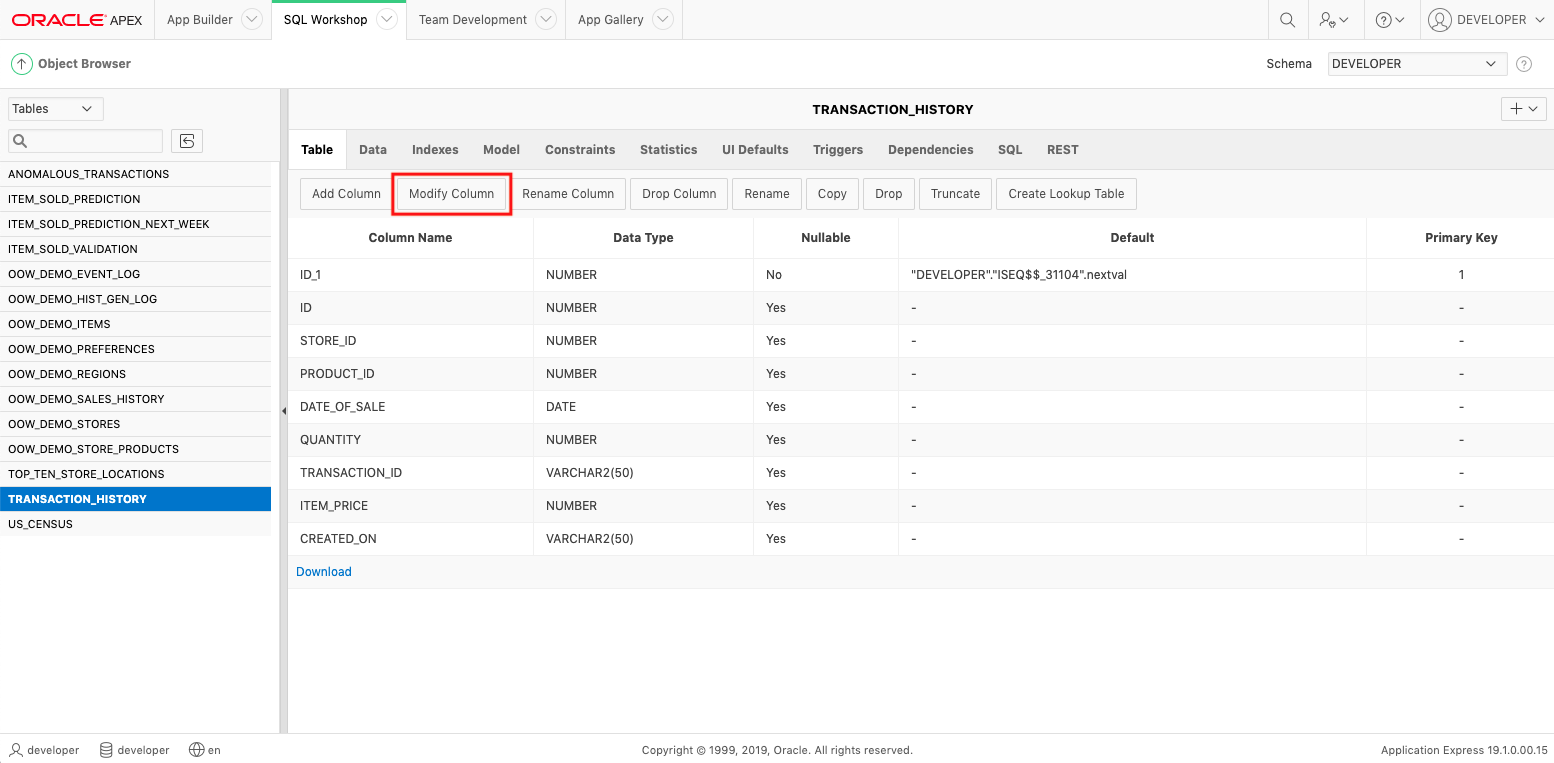 ORACLE APEX App Builder SQL Workshop Team Development App Gallery DEVELOPER
Object Browser Schema DEVELOPER
Tables
ANOMALOUS_TRANSACTIONS
ITEM_SOLD_PREDICTION
ITEM_SOLD_PREDICTION_NEXT_WEEK
ITEM_SOLD_VALIDATION
OOW_DEMO_EVENT_LOG
OOW_DEMO_HIST_GEN_LOG
OOW_DEMO_ITEMS
OOW_DEMO_PREFERENCES
OOW_DEMO_REGIONS
OOW_DEMO_SALES_HISTORY
OOW_DEMO_STORES
OOW_DEMO_STORE_PRODUCTS
TOP_TEN_STORE_LOCATIONS
TRANSACTION_HISTORY
US_CENSUS
TRANSACTION_HISTORY
Table Data Indexes Model Constraints Statistics UI Defaults Triggers Dependencies SQL REST
Add Column Modify Column Rename Column Drop Column Rename Copy Drop Truncate Create Lookup Table
Column Name Data Type Nullable Default Primary Key
ID_1 NUMBER No "DEVELOPER"."ISEQ$$_31104".nextval 1
ID NUMBER Yes - -
STORE_ID NUMBER Yes - -
PRODUCT_ID NUMBER Yes - -
DATE_OF_SALE DATE Yes - -
QUANTITY NUMBER Yes - -
TRANSACTION_ID VARCHAR2(50) Yes - -
ITEM_PRICE NUMBER Yes - -
CREATED_ON VARCHAR2(50) Yes - -
Download
developer developer en Copyright © 1999, 2019, Oracle. All rights reserved. Application Express 19.1.0.00.15